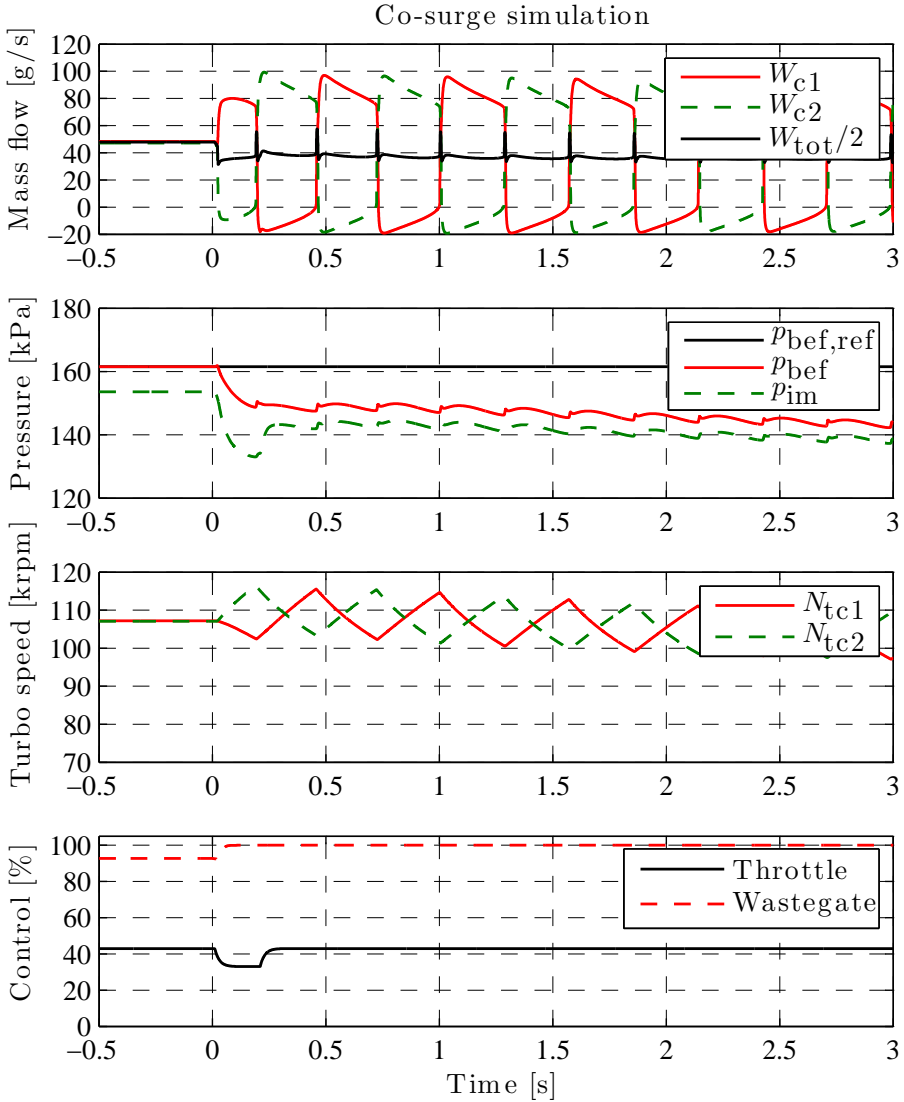 Co-surge simulation
Mass flow [g/s]
120
100
80
60
40
20
0
−20
W_c1
W_c2
W_tot/2
−0.5 0 0.5 1 1.5 2 2.5 3
Pressure [kPa]
180
160
140
120
p_bef,ref
p_bef
p_im
−0.5 0 0.5 1 1.5 2 2.5 3
Turbo speed [krpm]
120
110
100
90
80
70
N_tc1
N_tc2
−0.5 0 0.5 1 1.5 2 2.5 3
Control [%]
100
80
60
40
20
0
Throttle
Wastegate
−0.5 0 0.5 1 1.5 2 2.5 3
Time [s]